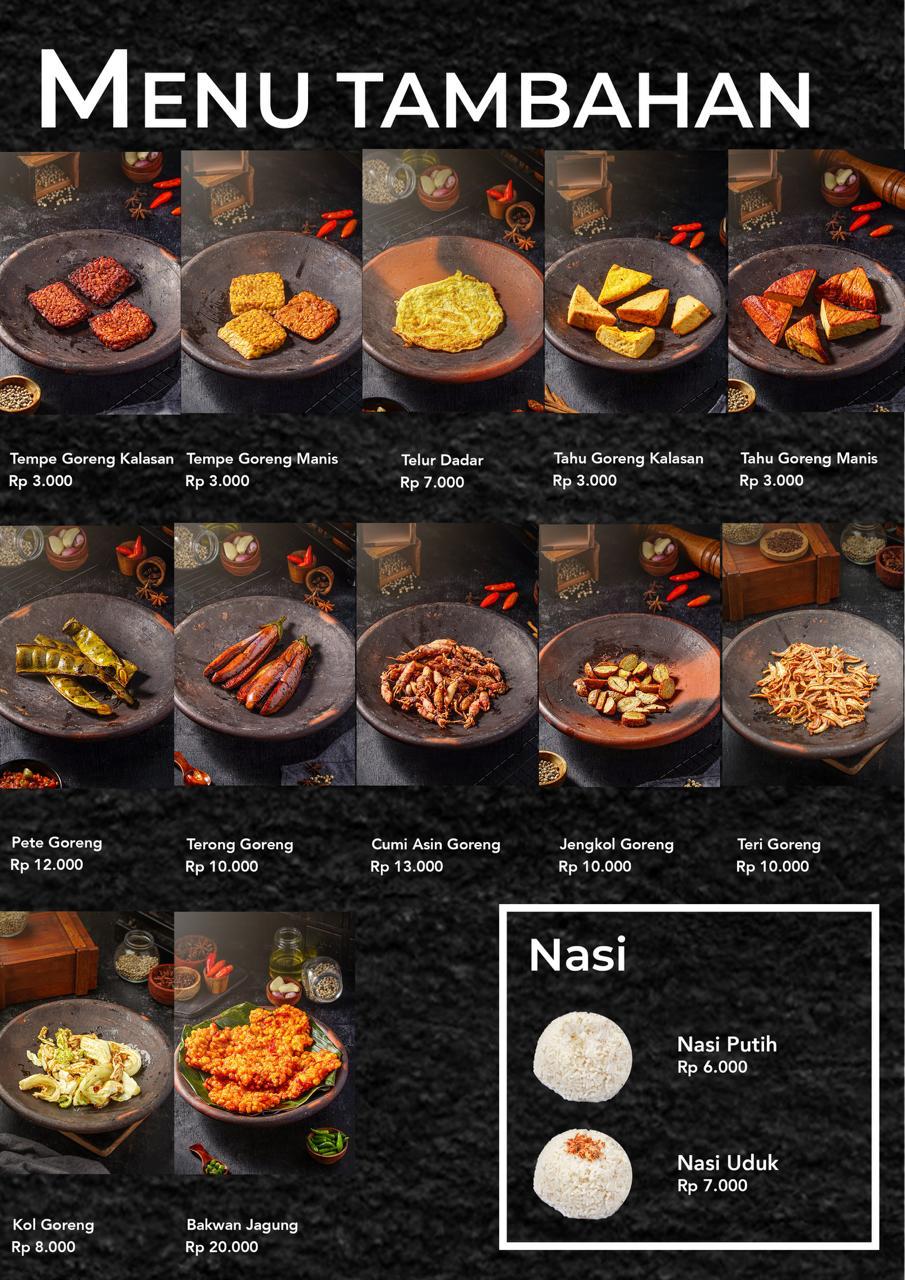 MENU TAMBAHAN
Tempe Goreng Kalasan
Rp 3.000
Tempe Goreng Manis
Rp 3.000
Telur Dadar
Rp 7.000
Tahu Goreng Kalasan
Rp 3.000
Tahu Goreng Manis
Rp 3.000
Pete Goreng
Rp 12.000
Terong Goreng
Rp 10.000
Cumi Asin Goreng
Rp 13.000
Jengkol Goreng
Rp 10.000
Teri Goreng
Rp 10.000
Kol Goreng
Rp 8.000
Bakwan Jagung
Rp 20.000
Nasi
Nasi Putih
Rp 6.000
Nasi Uduk
Rp 7.000